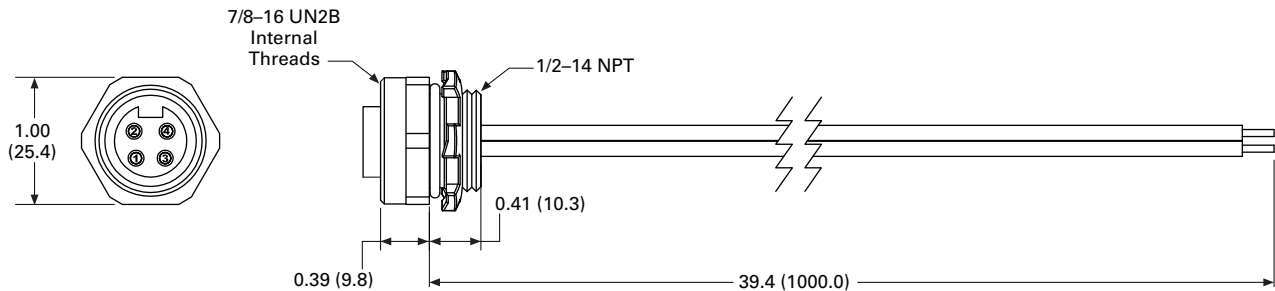 7/8–16 UN2B
Internal
Threads
1/2–14 NPT
1.00
(25.4)
2 4
1 3
0.41 (10.3)
0.39 (9.8)
39.4 (1000.0)